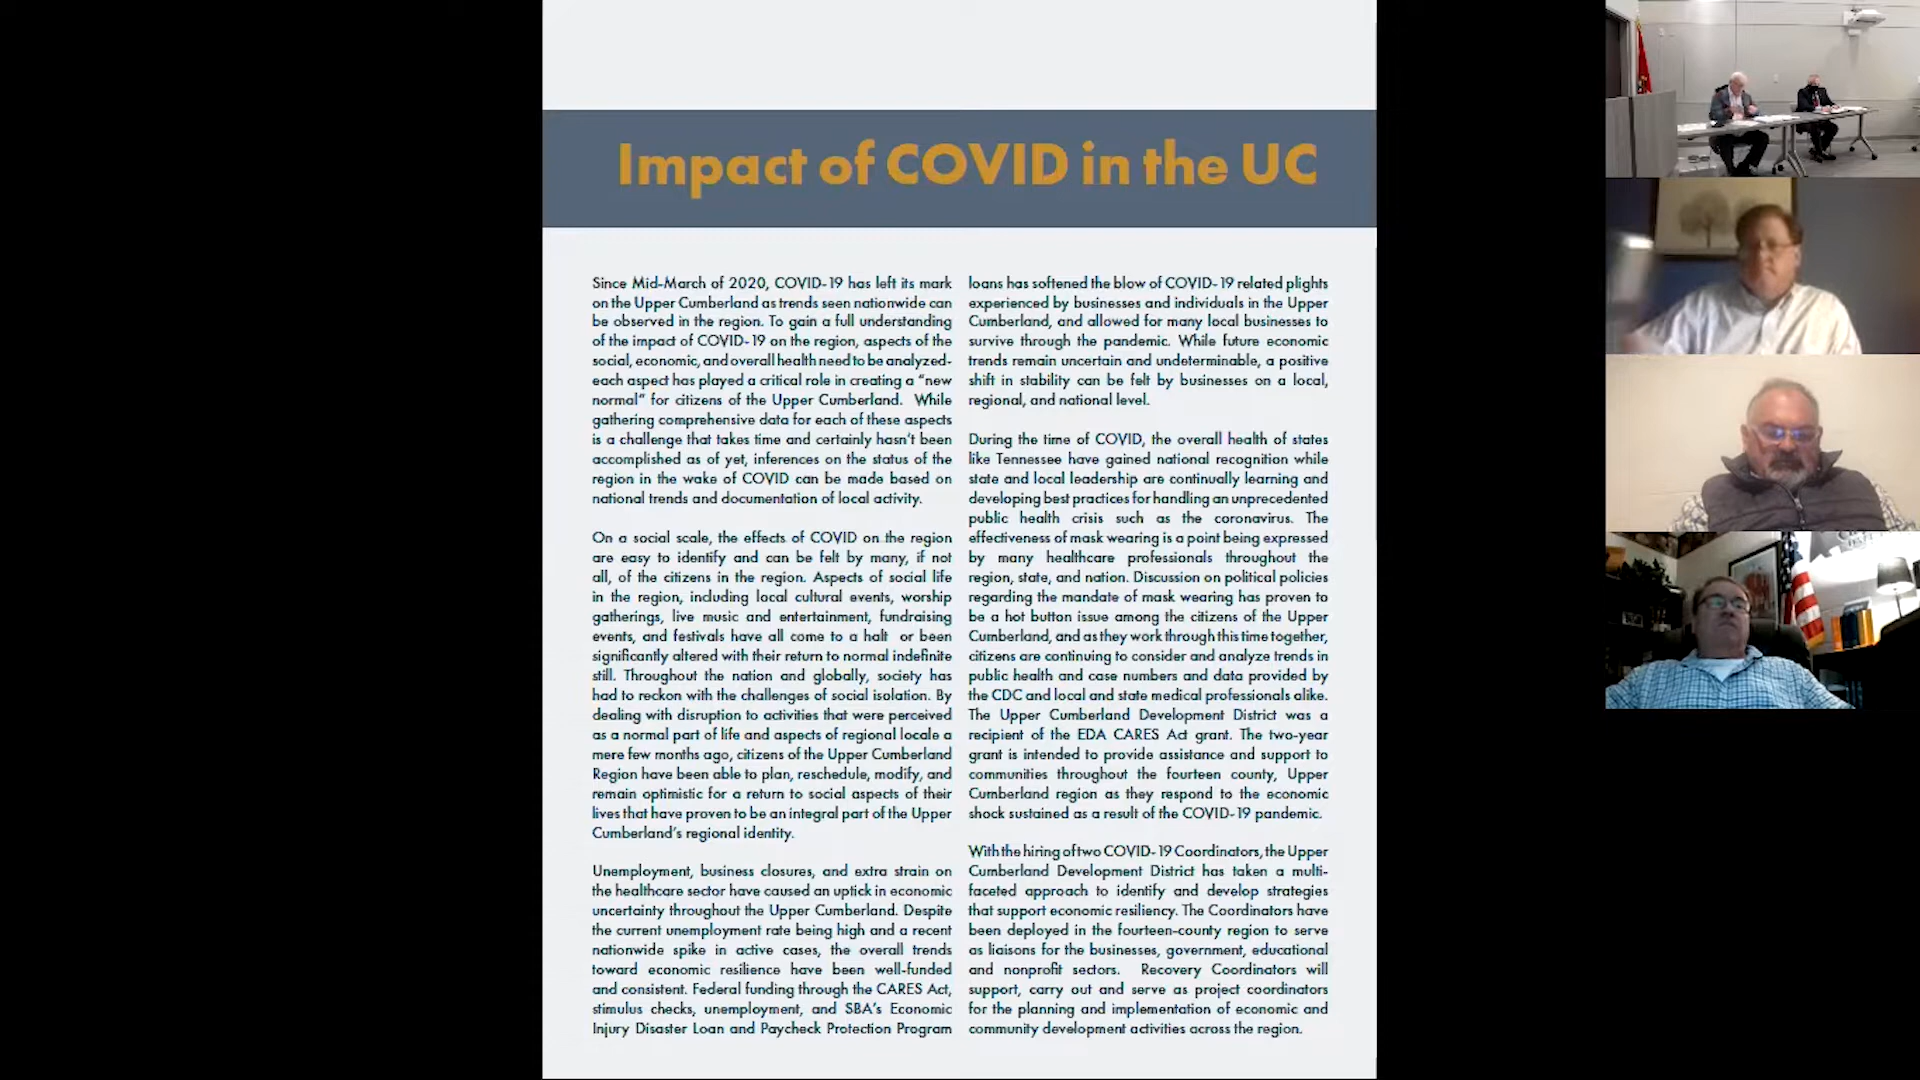 Impact of COVID in the UC
Since Mid-March of 2020, COVID-19 has left its mark
on the Upper Cumberland as trends seen nationwide can
be observed in the region. To gain a full understanding
of the impact of COVID-19 on the region, aspects of the
social, economic, and overall health need to be analyzed-
each aspect has played a critical role in creating a "new
normal" for citizens of the Upper Cumberland. While
gathering comprehensive data for each of these aspects
is a challenge that takes time and certainly hasn't been
accomplished as of yet, inferences on the status of the
region in the wake of COVID can be made based on
national trends and documentation of local activity.
On a social scale, the effects of COVID on the region
are easy to identify and can be felt by many, if not
all, of the citizens in the region. Aspects of social life
in the region, including local cultural events, worship
gatherings, live music and entertainment, fundraising
events, and festivals have all come to a halt or been
significantly altered with their return to normal indefinite
still. Throughout the nation and globally, society has
had to reckon with the challenges of social isolation. By
dealing with disruption to activities that were perceived
as a normal part of life and aspects of regional locale a
mere few months ago, citizens of the Upper Cumberland
Region have been able to plan, reschedule, modify, and
remain optimistic for a return to social aspects of their
lives that have proven to be an integral part of the Upper
Cumberland's regional identity.
Unemployment, business closures, and extra strain on
the healthcare sector have caused an uptick in economic
uncertainty throughout the Upper Cumberland. Despite
the current unemployment rate being high and a recent
nationwide spike in active cases, the overall trends
toward economic resilience have been well-funded
and consistent. Federal funding through the CARES Act,
stimulus checks, unemployment, and SBA's Economic
Injury Disaster Loan and Paycheck Protection Program
loans has softened the blow of COVID-19 related plights
experienced by businesses and individuals in the Upper
Cumberland, and allowed for many local businesses to
survive through the pandemic. While future economic
trends remain uncertain and undeterminable, a positive
shift in stability can be felt by businesses on a local,
regional, and national level.
During the time of COVID, the overall health of states
like Tennessee have gained national recognition while
state and local leadership are continually learning and
developing best practices for handling an unprecedented
public health crisis such as the coronavirus. The
effectiveness of mask wearing is a point being expressed
by many healthcare professionals throughout the
region, state, and nation. Discussion on political policies
regarding the mandate of mask wearing has proven to
be a hot button issue among the citizens of the Upper
Cumberland, and as they work through this time together,
citizens are continuing to consider and analyze trends in
public health and case numbers and data provided by
the CDC and local and state medical professionals alike.
The Upper Cumberland Development District was a
recipient of the EDA CARES Act grant. The two-year
grant is intended to provide assistance and support to
communities throughout the fourteen county, Upper
Cumberland region as they respond to the economic
shock sustained as a result of the COVID-19 pandemic.
With the hiring of two COVID-19 Coordinators, the Upper
Cumberland Development District has taken a multi-
faceted approach to identify and develop strategies
that support economic resiliency. The Coordinators have
been deployed in the fourteen-county region to serve
as liaisons for the businesses, government, educational
and nonprofit sectors. Recovery Coordinators will
support, carry out and serve as project coordinators
for the planning and implementation of economic and
community development activities across the region.